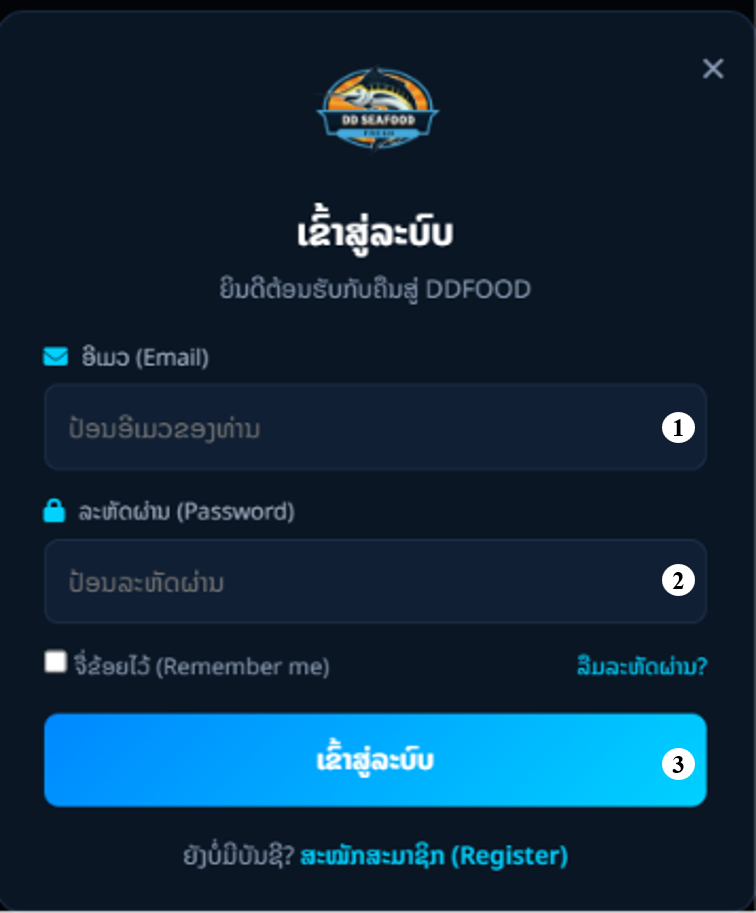 DD SEAFOOD
FRESH
ເຂົ້າສູ່ລະບົບ
ຍິນດີຕ້ອນຮັບກັບຄືນສູ່ DDFOOD
ອີເມວ (Email)
ປ້ອນອີເມວຂອງທ່ານ 1
ລະຫັດຜ່ານ (Password)
ປ້ອນລະຫັດຜ່ານ 2
ຈື່ຂ້ອຍໄວ້ (Remember me) ລືມລະຫັດຜ່ານ?
ເຂົ້າສູ່ລະບົບ 3
ຍັງບໍ່ມີບັນຊີ? ສະໝັກສະມາຊິກ (Register)